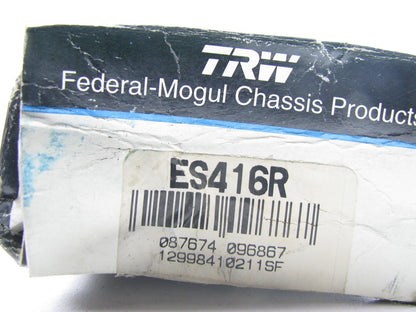 TRW
Federal-Mogul Chassis Products
ES416R
087674 096867
12998410211SF